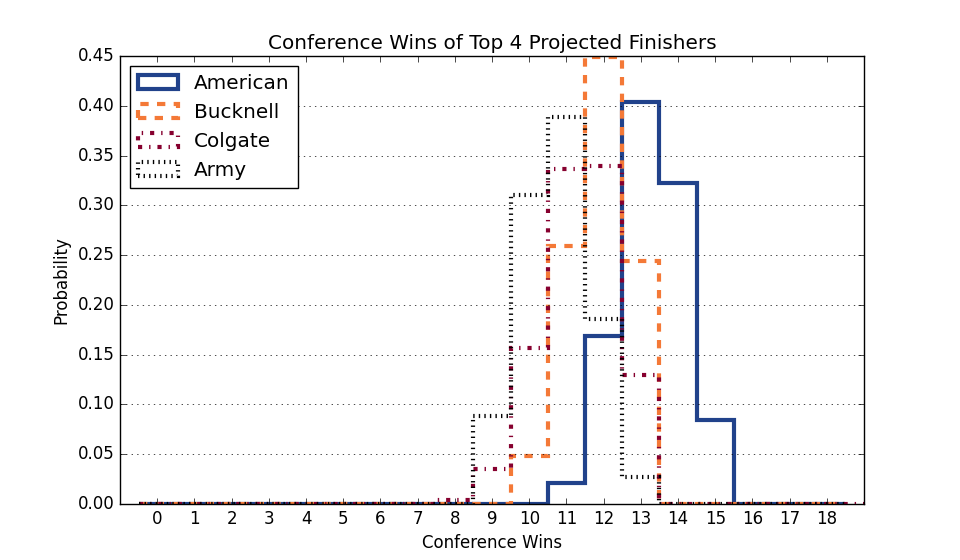 Conference Wins of Top 4 Projected Finishers
American
Bucknell
Colgate
Army
0.45
0.40
0.35
0.30
0.25
0.20
0.15
0.10
0.05
0.00
Probability
0 1 2 3 4 5 6 7 8 9 10 11 12 13 14 15 16 17 18
Conference Wins